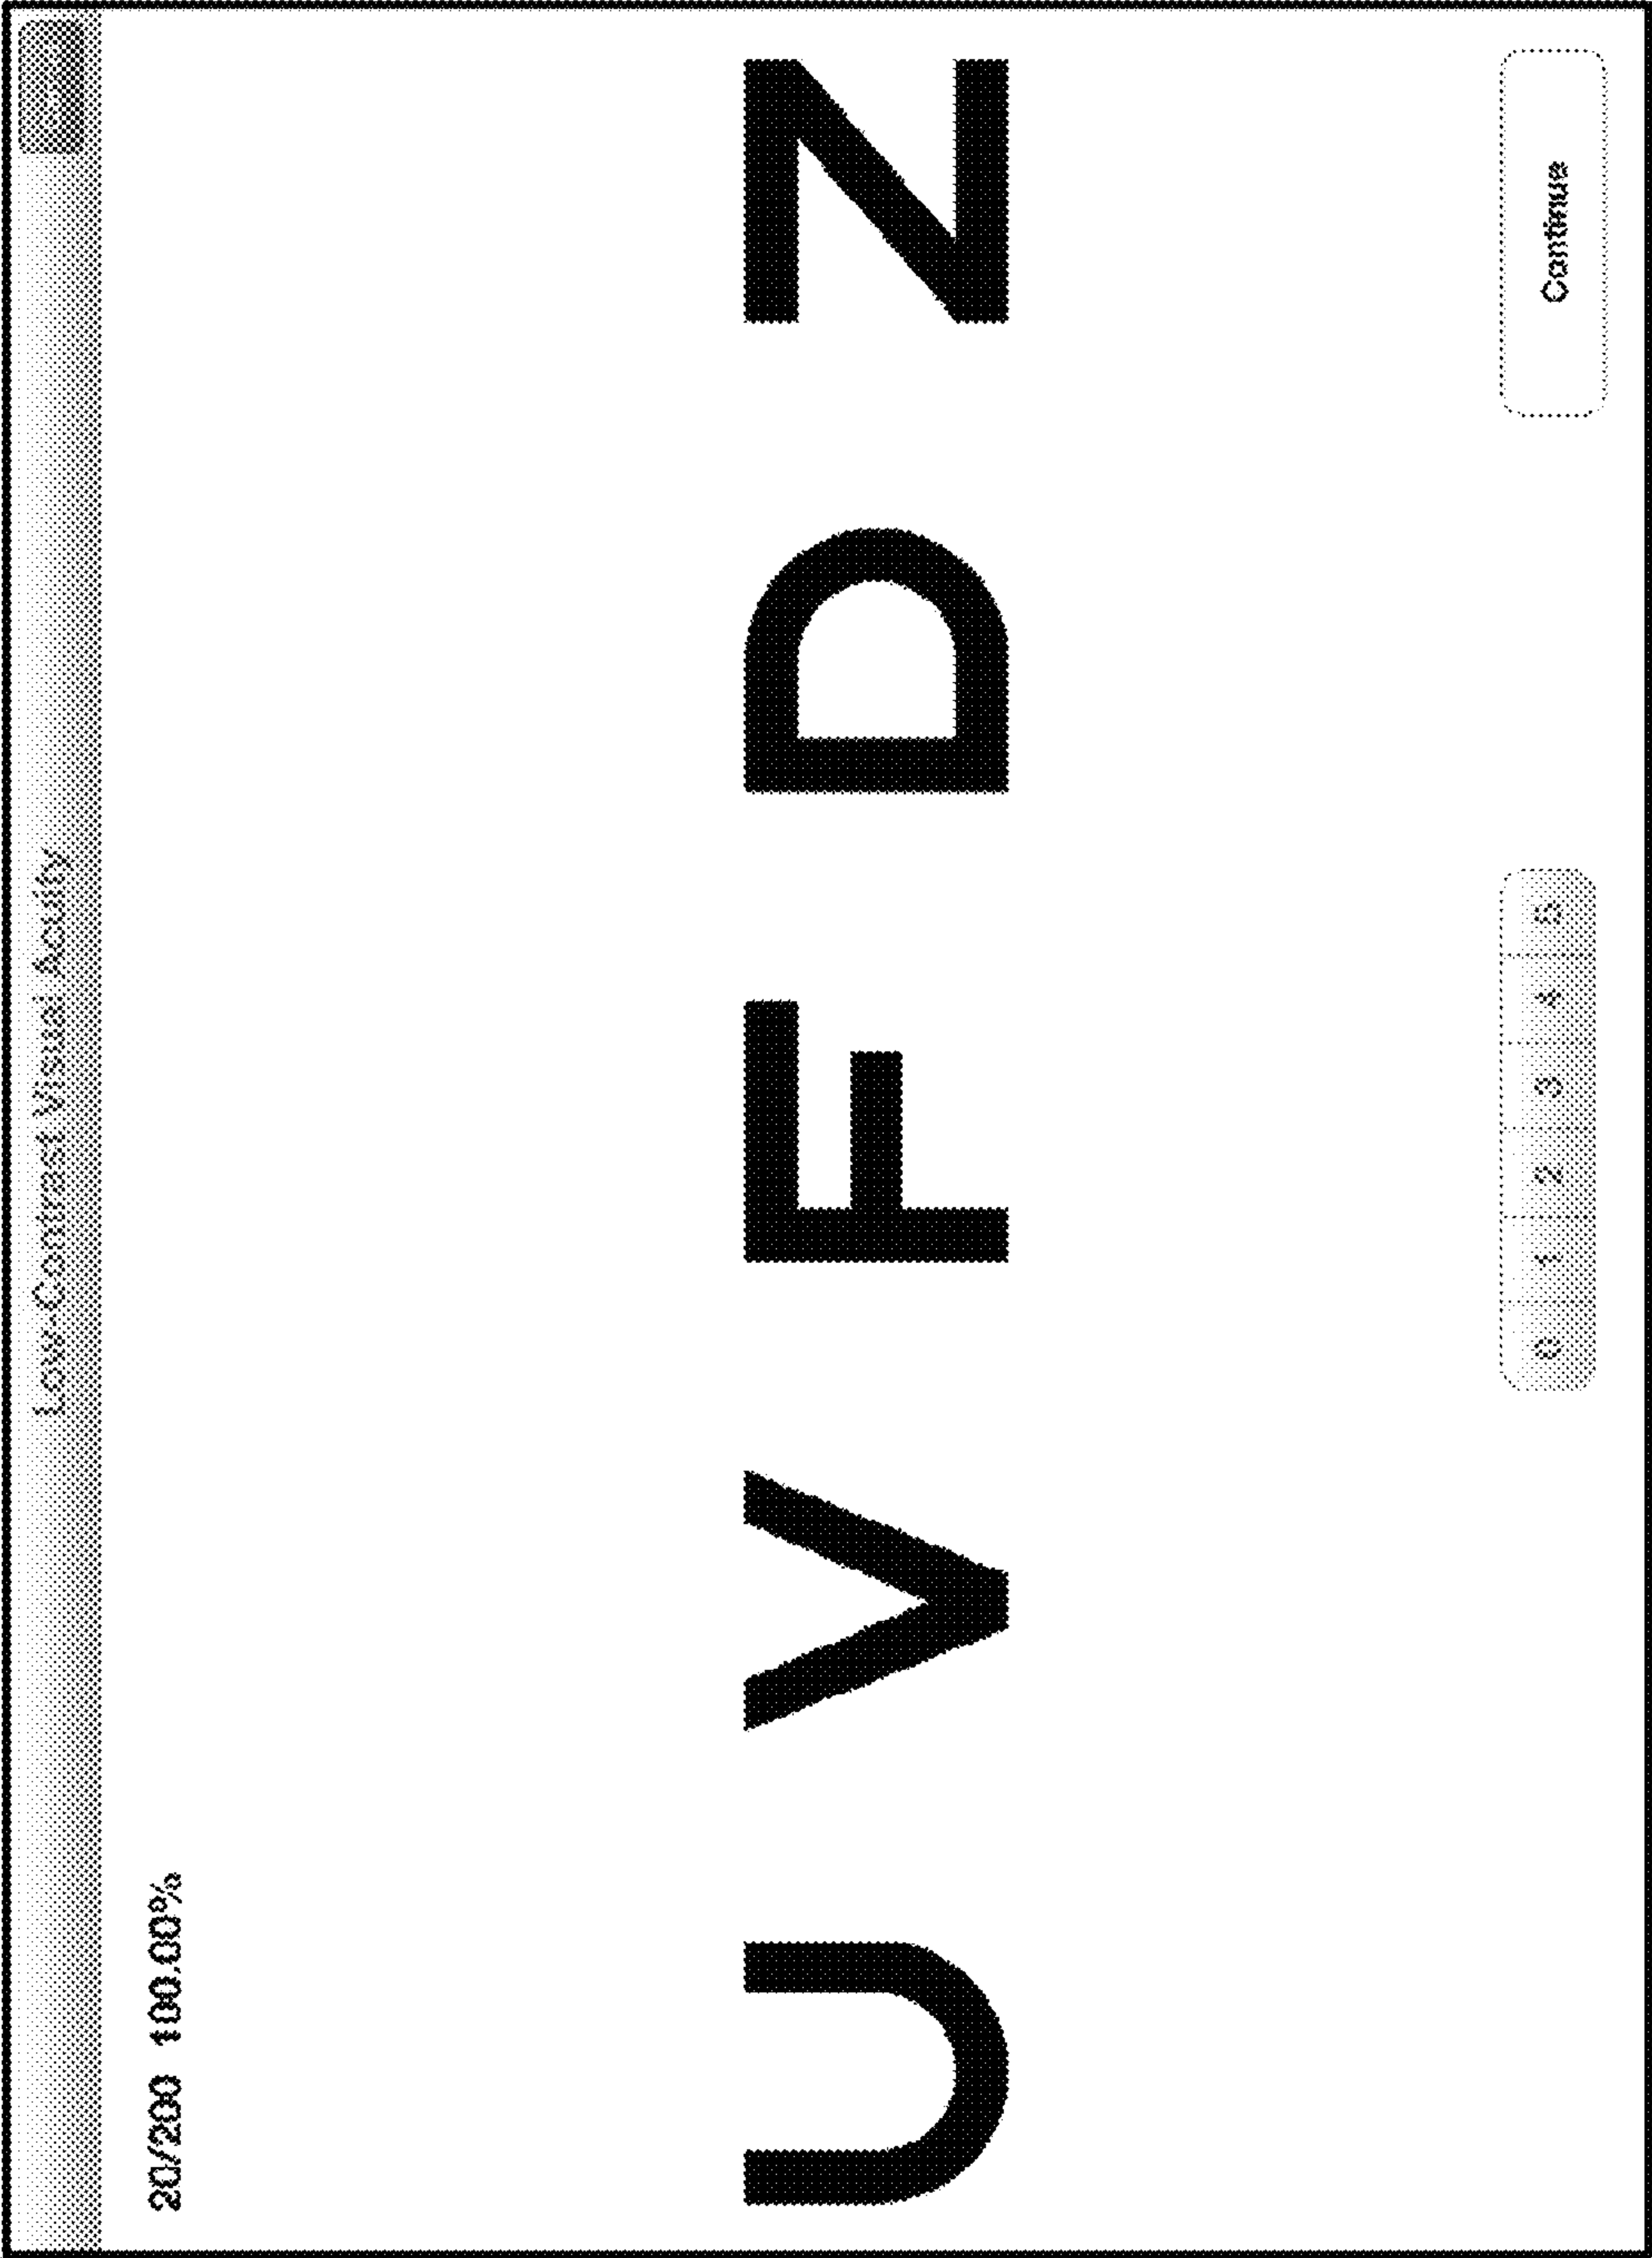 Low-Contrast Visual Acuity
20/200 100.00%
U V F D Z
0 1 2 3 4 5
Continue